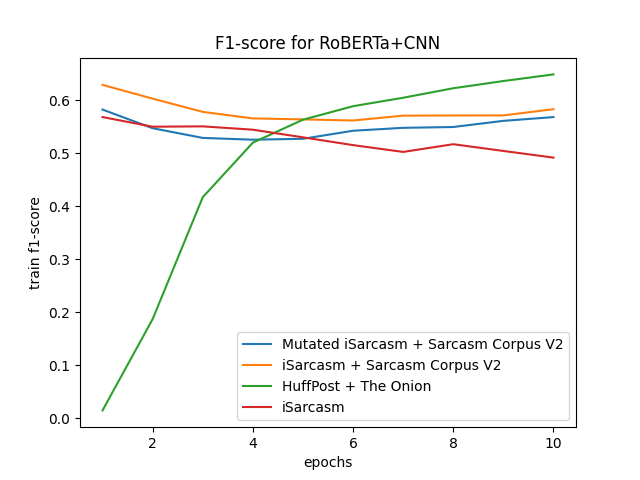 F1-score for RoBERTa+CNN
train f1-score
0.6
0.5
0.4
0.3
0.2
0.1
0.0
Mutated iSarcasm + Sarcasm Corpus V2
iSarcasm + Sarcasm Corpus V2
HuffPost + The Onion
iSarcasm
2 4 6 8 10
epochs